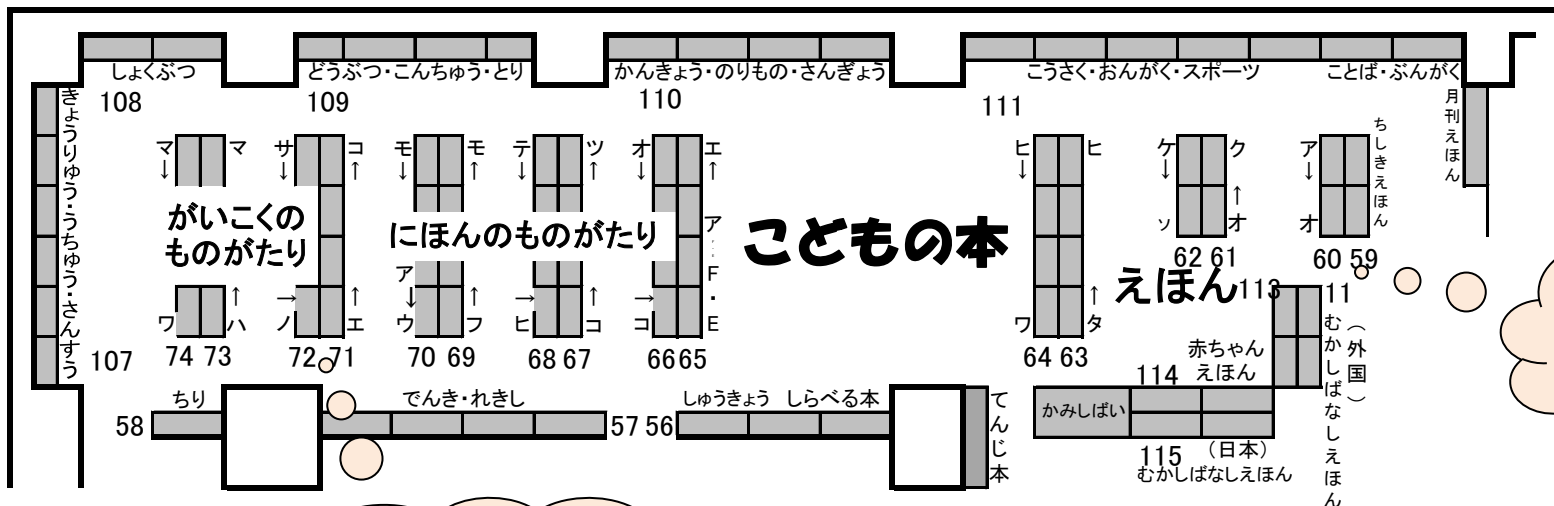 しょくぶつ
どうぶつ・こんちゅう・とり
かんきょう・のりもの・さんぎょう
こうさく・おんがく・スポーツ
ことば・ぶんがく
108
109
110
111
月刊えほん
きょうりゅう・うちゅう・さんすう
マ↓
マ
サ↓
コ↑
モ↓
モ↑
テ↓
ツ↑
オ↓
エ↑
ヒ↓
ヒ
ケ↓
ク
ア↓
ちしきえほん
がいこくの
ものがたり
にほんのものがたり
ア
F・E
こどもの本
ッ
↑オ
オ
62 61
60 59
えほん
113
11
ア↓
ワ
↑ハ
→ノ
↑エ
ウ
↑フ
→ヒ
↑コ
→コ
ワ
↑タ
107
74 73
72 71
70 69
68 67
66 65
64 63
114
赤ちゃん
えほん
むかしばなしえほん
（外国）
58
ちり
でんき・れきし
57
56
しゅうきょう
しらべる本
てんじ本
かみしばい
115
（日本）
むかしばなしえほん